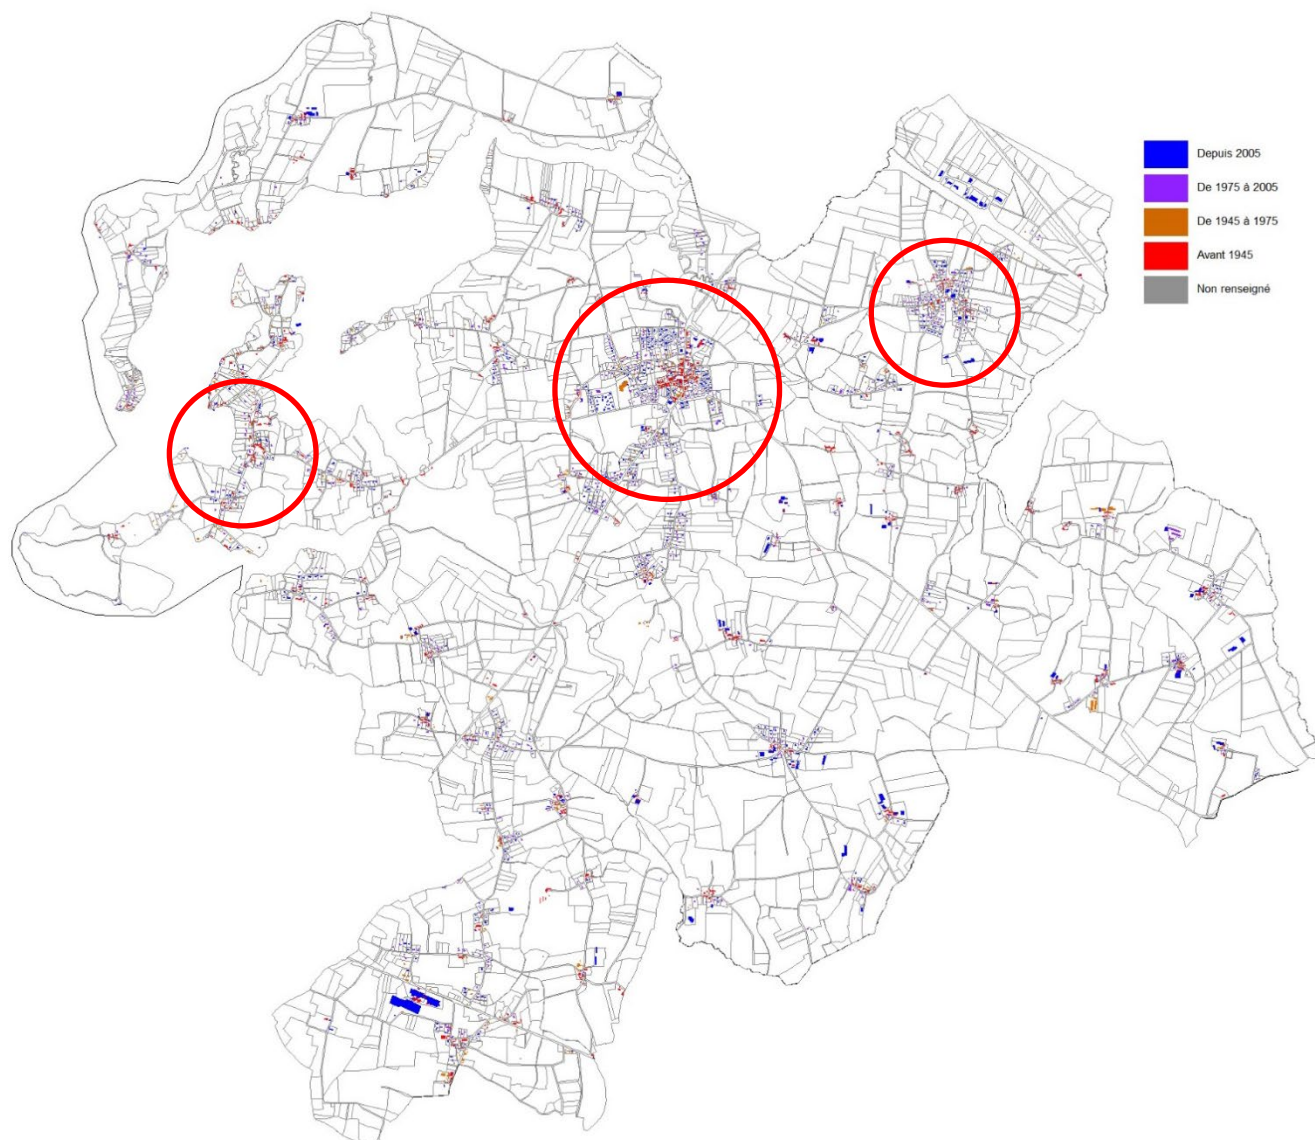 Depuis 2005
De 1975 à 2005
De 1945 à 1975
Avant 1945
Non renseigné